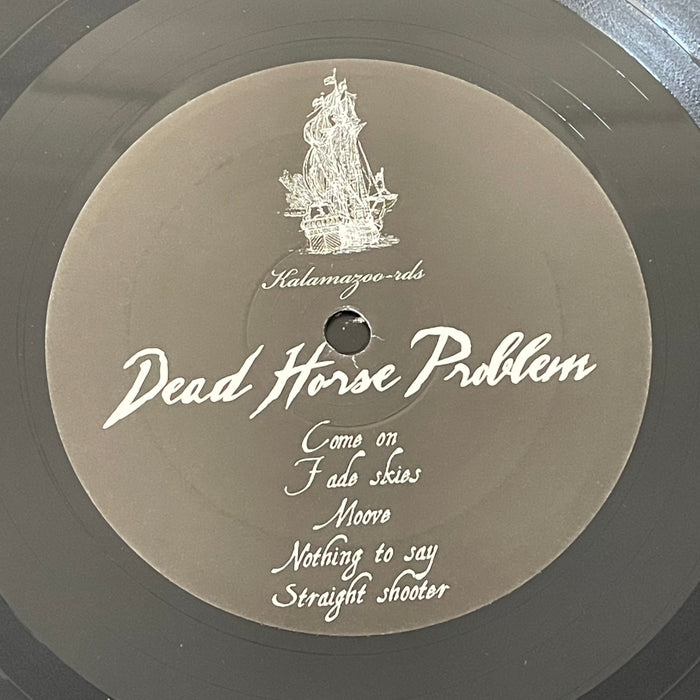 Kalamazoo-rds
Dead Horse Problem
Come on
Fade skies
Moove
Nothing to say
Straight shooter